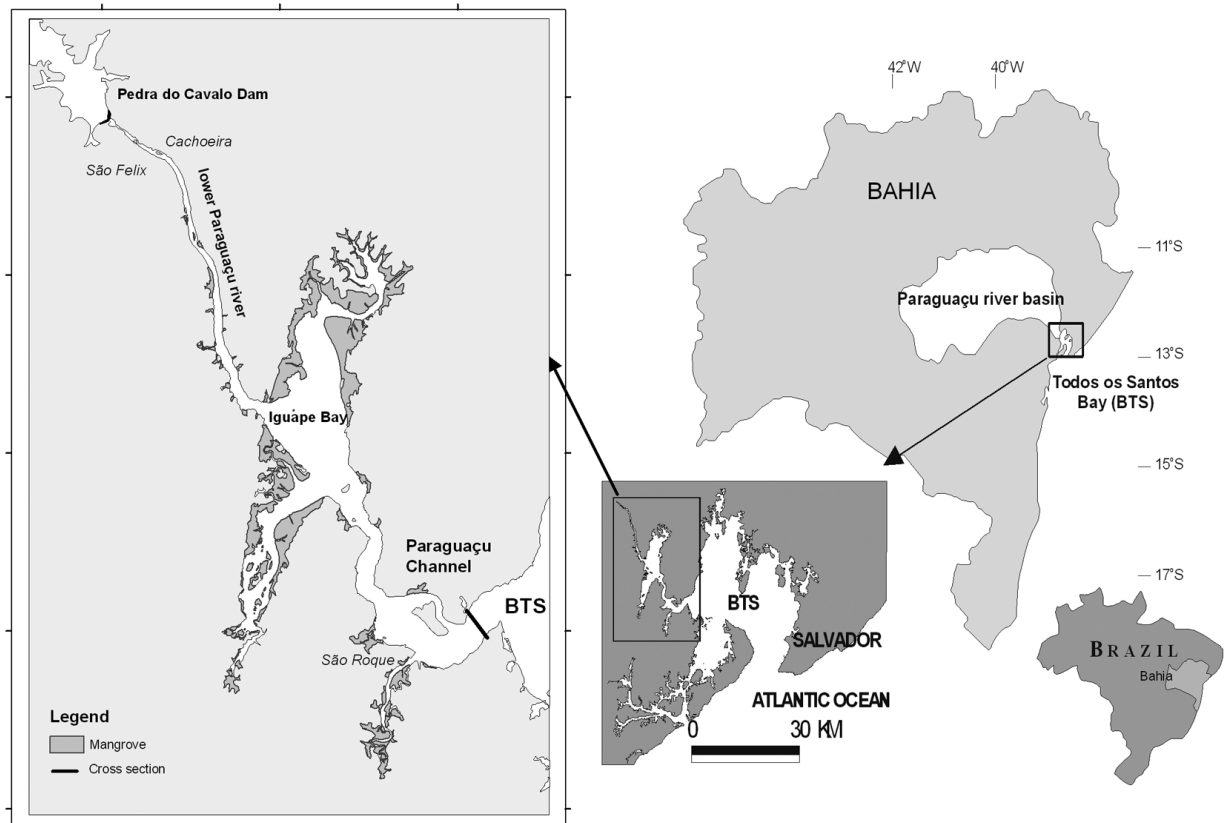 Pedra do Cavalo Dam
Cachoeira
São Felix
lower Paraguaçu river
Iguape Bay
Paraguaçu
Channel
BTS
São Roque
Legend
Mangrove
Cross section
42°W
40°W
BAHIA
11°S
Paraguaçu river basin
13°S
Todos os Santos
Bay (BTS)
15°S
17°S
BTS
SALVADOR
ATLANTIC OCEAN
0 30 KM
BRAZIL
Bahia